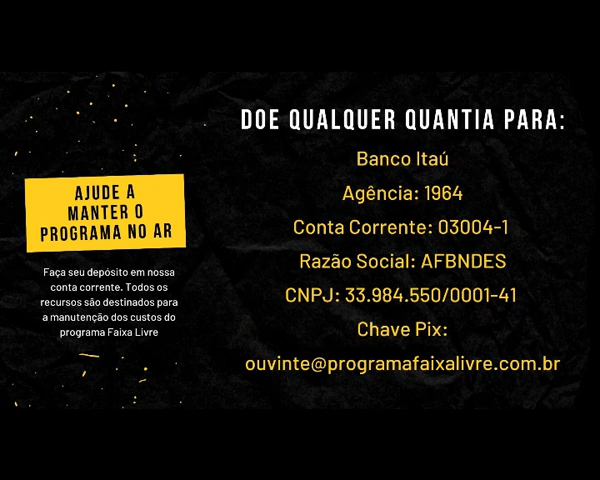 AJUDE A
MANTER O
PROGRAMA NO AR
Faça seu depósito em nossa
conta corrente. Todos os
recursos são destinados para
a manutenção dos custos do
programa Faixa Livre
DOE QUALQUER QUANTIA PARA:
Banco Itaú
Agência: 1964
Conta Corrente: 03004-1
Razão Social: AFBNDES
CNPJ: 33.984.550/0001-41
Chave Pix:
ouvinte@programafaixalivre.com.br